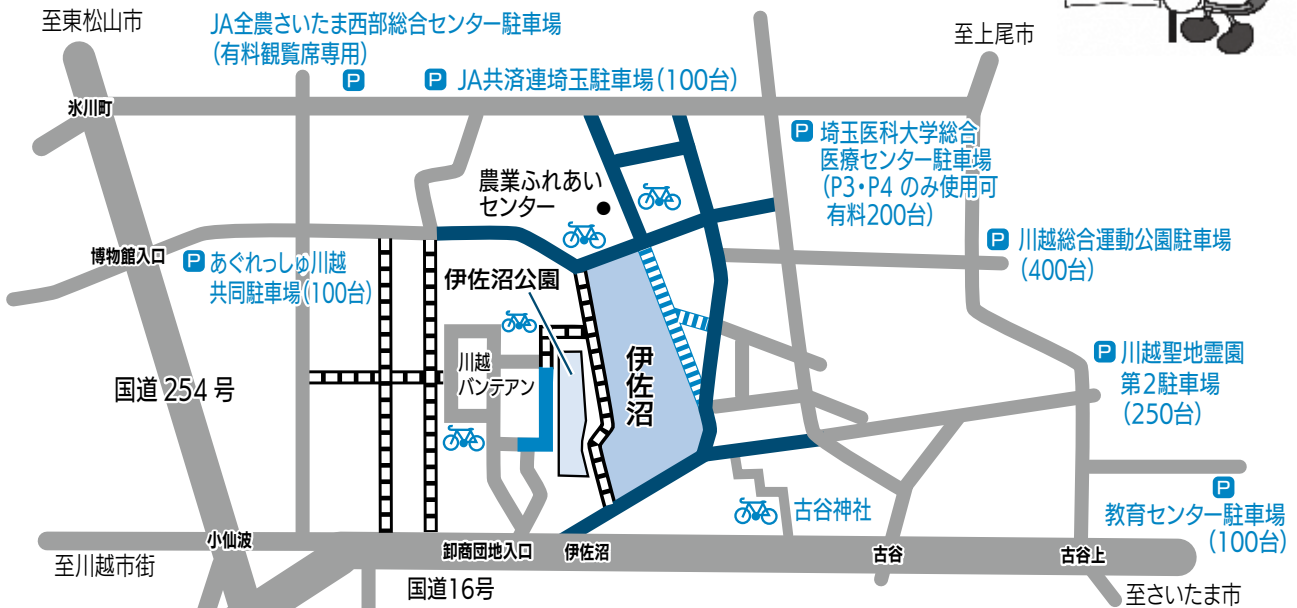 至東松山市
JA全農さいたま西部総合センター駐車場
(有料観覧席専用)
P
P JA共済連埼玉駐車場(100台)
至上尾市
氷川町
P 埼玉医科大学総合
医療センター駐車場
(P3・P4 のみ使用可
有料200台)
農業ふれあい
センター
博物館入口
P あぐれっしゅ川越
共同駐車場(100台)
伊佐沼公園
P 川越総合運動公園駐車場
(400台)
川越
バンテアン
伊佐沼
国道 254 号
P 川越聖地霊園
第2駐車場
(250台)
古谷神社
P
教育センター駐車場
(100台)
小仙波
卸商団地入口
伊佐沼
古谷
古谷上
至川越市街
国道16号
至さいたま市